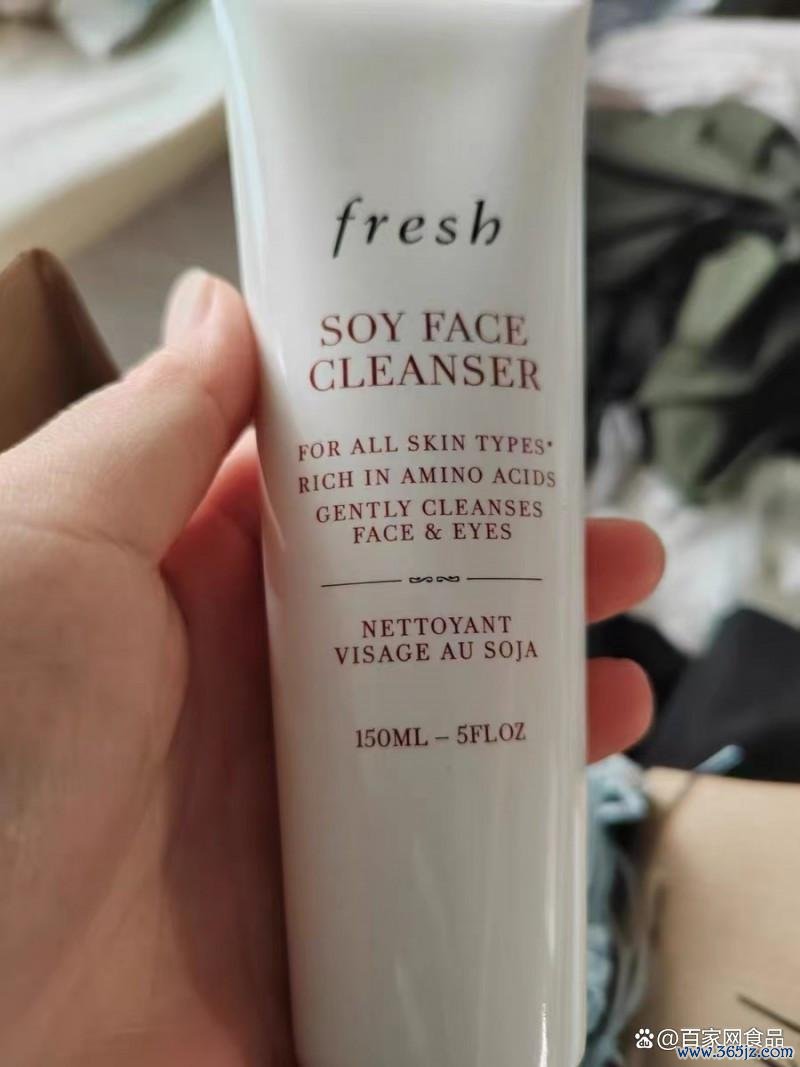 fresh
SOY FACE
CLEANSER
FOR ALL SKIN TYPES*
RICH IN AMINO ACIDS
GENTLY CLEANSES
FACE & EYES
NETTOYANT
VISAGE AU SOJA
150ML – 5FLOZ
@百家网食品
www.365jz.com